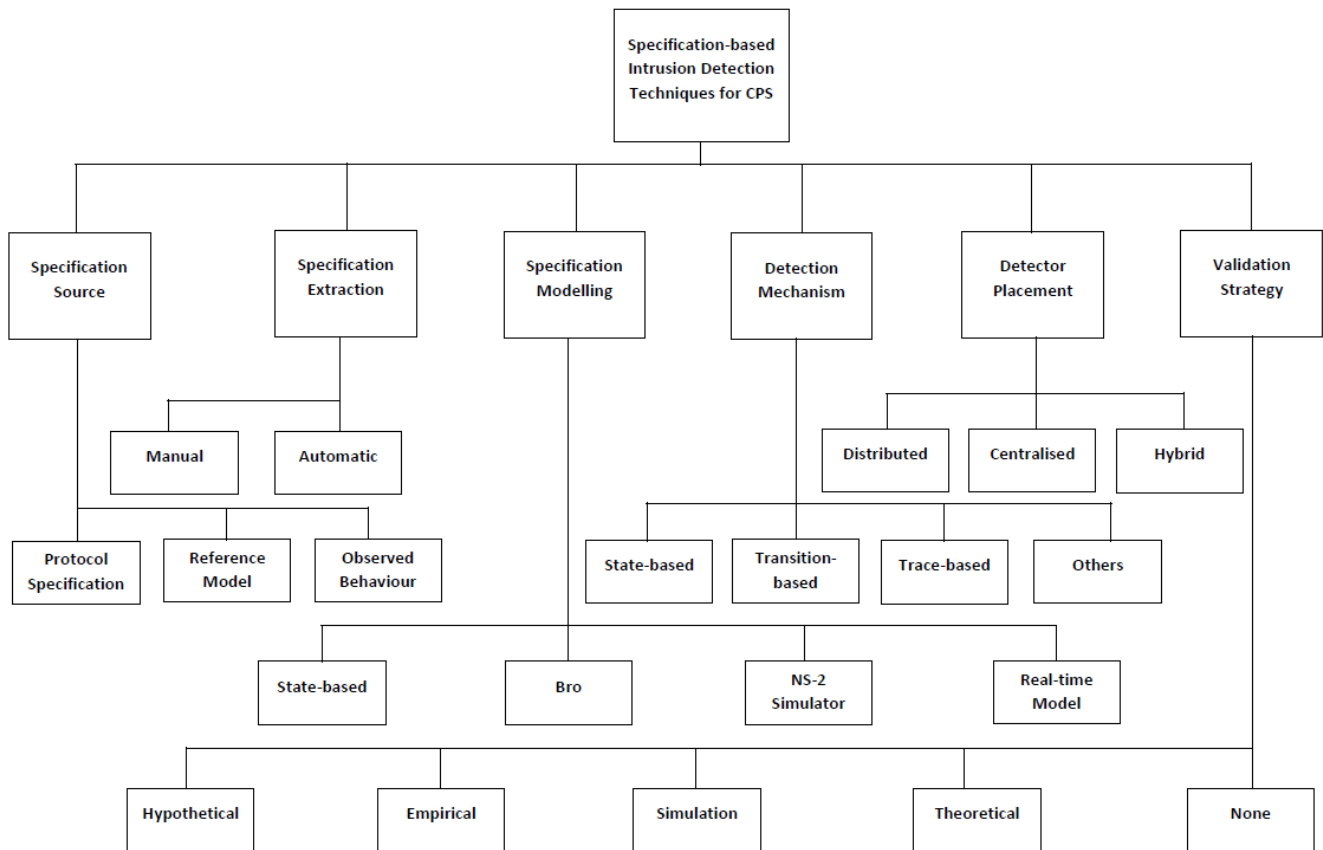 Specification-based
Intrusion Detection
Techniques for CPS
Specification
Source
Specification
Extraction
Specification
Modelling
Detection
Mechanism
Detector
Placement
Validation
Strategy
Manual
Automatic
Distributed
Centralised
Hybrid
Protocol
Specification
Reference
Model
Observed
Behaviour
State-based
Transition-
based
Trace-based
Others
State-based
Bro
NS-2
Simulator
Real-time
Model
Hypothetical
Empirical
Simulation
Theoretical
None